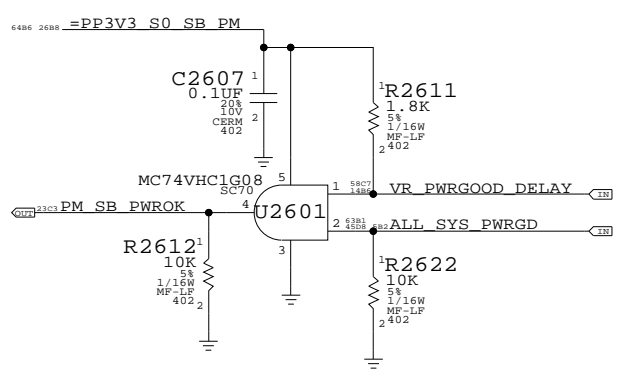 64B6 26B8 =PP3V3_S0_SB_PM
C2607 1
0.1UF
20%
10V
CERM
402
2
1 R2611
1.8K
5%
1/16W
MF-LF
2 402
MC74VHC1G08
SC70
5
1 58C7 14B6 VR_PWRGOOD_DELAY IN
OUT 23C3 PM_SB_PWROK 4 U2601
2 63B1 45D8 5B2 ALL_SYS_PWRGD IN
3
R2612 1
10K
5%
1/16W
MF-LF
402
2
1 R2622
10K
5%
1/16W
MF-LF
2 402